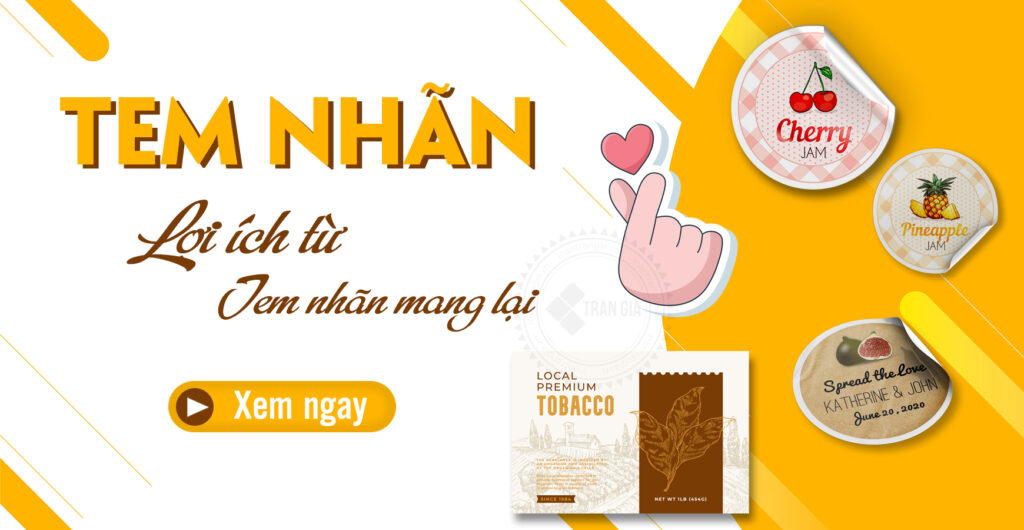 TEM NHÃN
Lợi ích từ
Tem nhãn mang lại
Xem ngay
Cherry
JAM
Pineapple
JAM
TRAN GIA
LOCAL
PREMIUM
TOBACCO
SINCE 1984
NET WT 1LB (454G)
Spread the Love
KATHERINE & JOHN
June 20, 2020